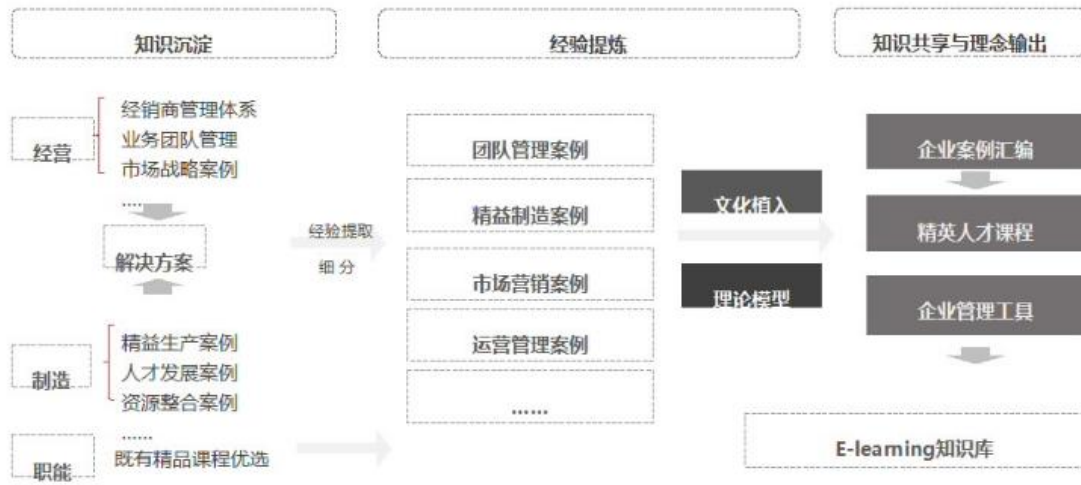 知识沉淀
经验提炼
知识共享与理念输出
经营
经销商管理体系
业务团队管理
市场战略案例
....
解决方案
制造
精益生产案例
人才发展案例
资源整合案例
......
职能
既有精品课程优选
经验提取
细 分
团队管理案例
精益制造案例
市场营销案例
运营管理案例
......
文化植入
理论模型
企业案例汇编
精英人才课程
企业管理工具
E-learning知识库